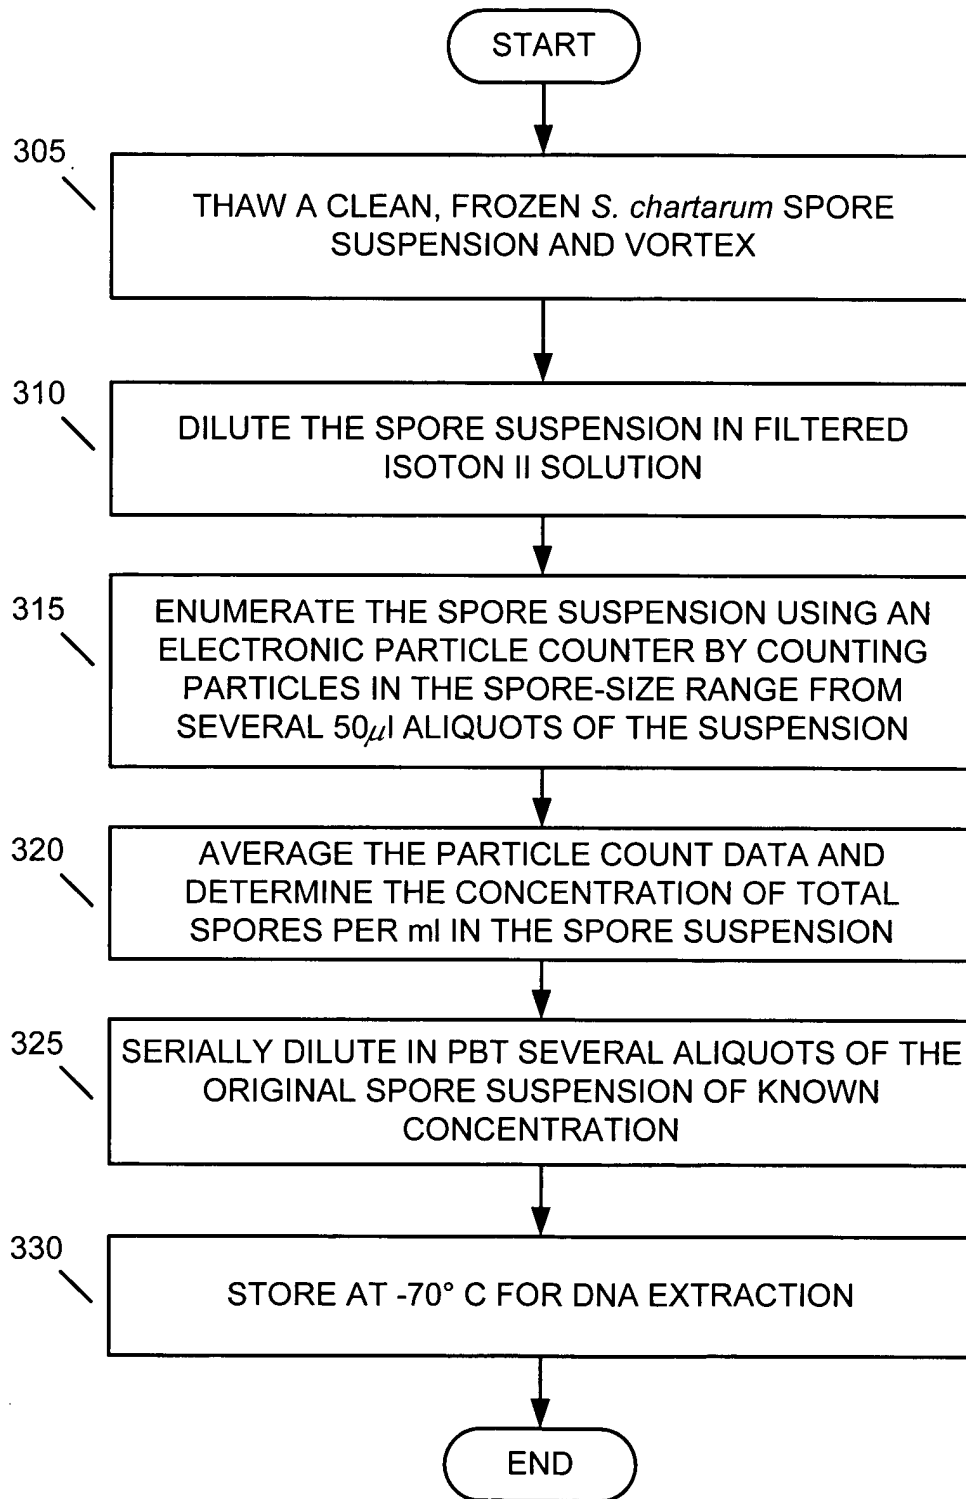 START
305
THAW A CLEAN, FROZEN S. chartarum SPORE
SUSPENSION AND VORTEX
310
DILUTE THE SPORE SUSPENSION IN FILTERED
ISOTON II SOLUTION
315
ENUMERATE THE SPORE SUSPENSION USING AN
ELECTRONIC PARTICLE COUNTER BY COUNTING
PARTICLES IN THE SPORE-SIZE RANGE FROM
SEVERAL 50μl ALIQUOTS OF THE SUSPENSION
320
AVERAGE THE PARTICLE COUNT DATA AND
DETERMINE THE CONCENTRATION OF TOTAL
SPORES PER ml IN THE SPORE SUSPENSION
325
SERIALLY DILUTE IN PBT SEVERAL ALIQUOTS OF THE
ORIGINAL SPORE SUSPENSION OF KNOWN
CONCENTRATION
330
STORE AT -70° C FOR DNA EXTRACTION
END